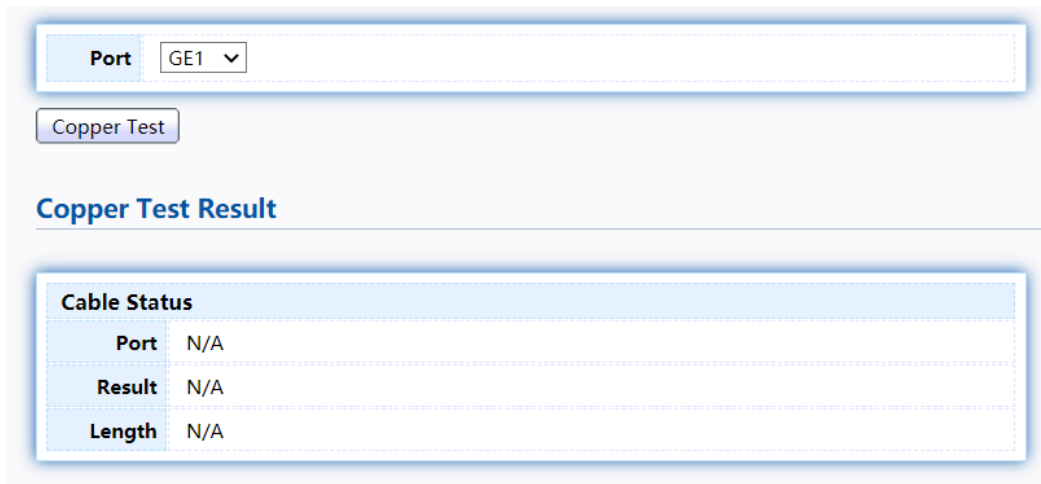 Port GE1
Copper Test
Copper Test Result
Cable Status
Port N/A
Result N/A
Length N/A